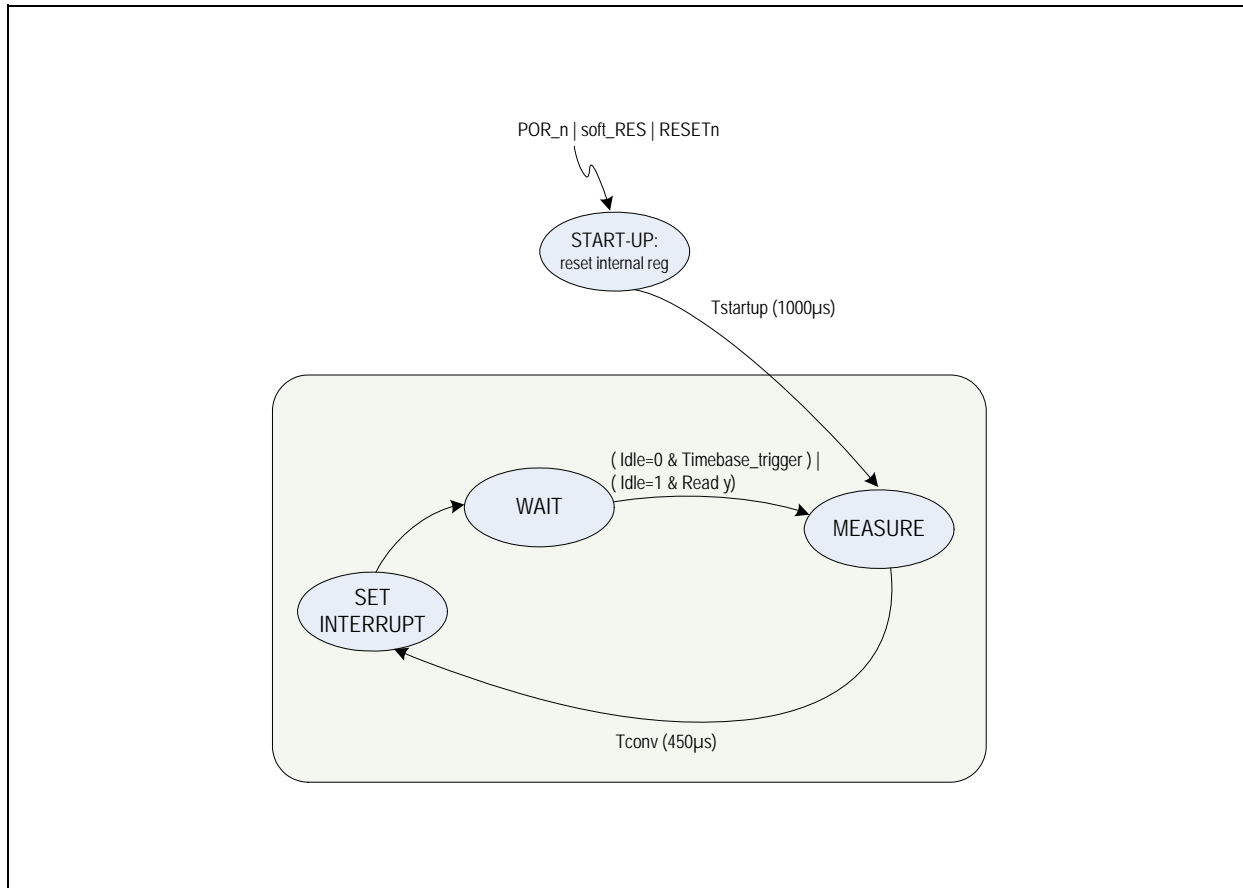 POR_n | soft_RES | RESETn
START-UP:
reset internal reg
Tstartup (1000µs)
( Idle=0 & Timebase_trigger ) |
( Idle=1 & Read y)
WAIT
MEASURE
SET
INTERRUPT
Tconv (450µs)